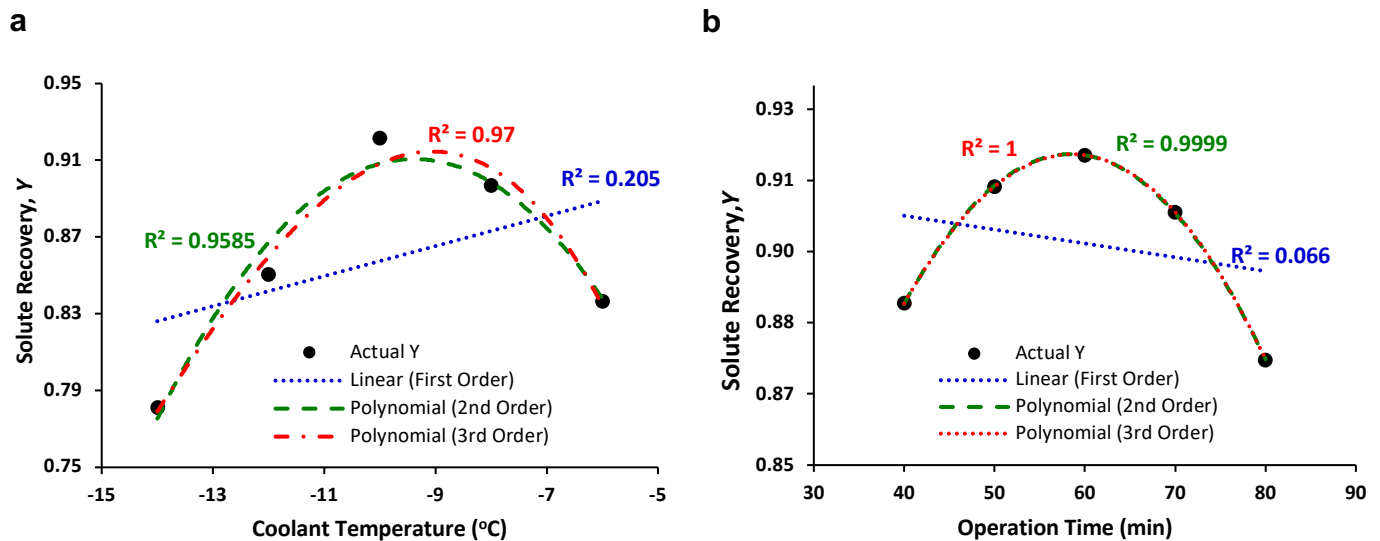 a
Solute Recovery, Y
0.95
0.91
0.87
0.83
0.79
0.75
R² = 0.97
R² = 0.205
R² = 0.9585
Actual Y
Linear (First Order)
Polynomial (2nd Order)
Polynomial (3rd Order)
-15
-13
-11
-9
-7
-5
Coolant Temperature (ºC)
b
Solute Recovery,Y
0.93
0.91
0.90
0.88
0.87
0.85
R² = 1
R² = 0.9999
R² = 0.066
Actual Y
Linear (First Order)
Polynomial (2nd Order)
Polynomial (3rd Order)
30
40
50
60
70
80
90
Operation Time (min)